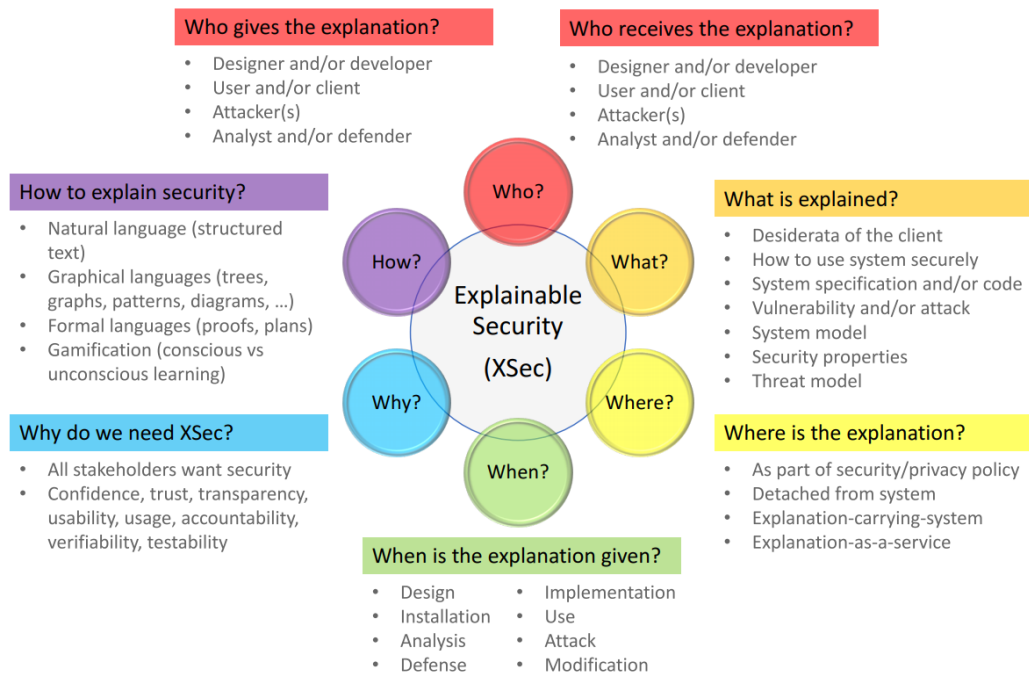 Who gives the explanation?
• Designer and/or developer
• User and/or client
• Attacker(s)
• Analyst and/or defender
Who receives the explanation?
• Designer and/or developer
• User and/or client
• Attacker(s)
• Analyst and/or defender
How to explain security?
• Natural language (structured
text)
• Graphical languages (trees,
graphs, patterns, diagrams, …)
• Formal languages (proofs, plans)
• Gamification (conscious vs
unconscious learning)
Who?
How?
What?
Explainable
Security
(XSec)
Why?
Where?
When?
What is explained?
• Desiderata of the client
• How to use system securely
• System specification and/or code
• Vulnerability and/or attack
• System model
• Security properties
• Threat model
Why do we need XSec?
• All stakeholders want security
• Confidence, trust, transparency,
usability, usage, accountability,
verifiability, testability
Where is the explanation?
• As part of security/privacy policy
• Detached from system
• Explanation-carrying-system
• Explanation-as-a-service
When is the explanation given?
• Design
• Installation
• Analysis
• Defense
• Implementation
• Use
• Attack
• Modification